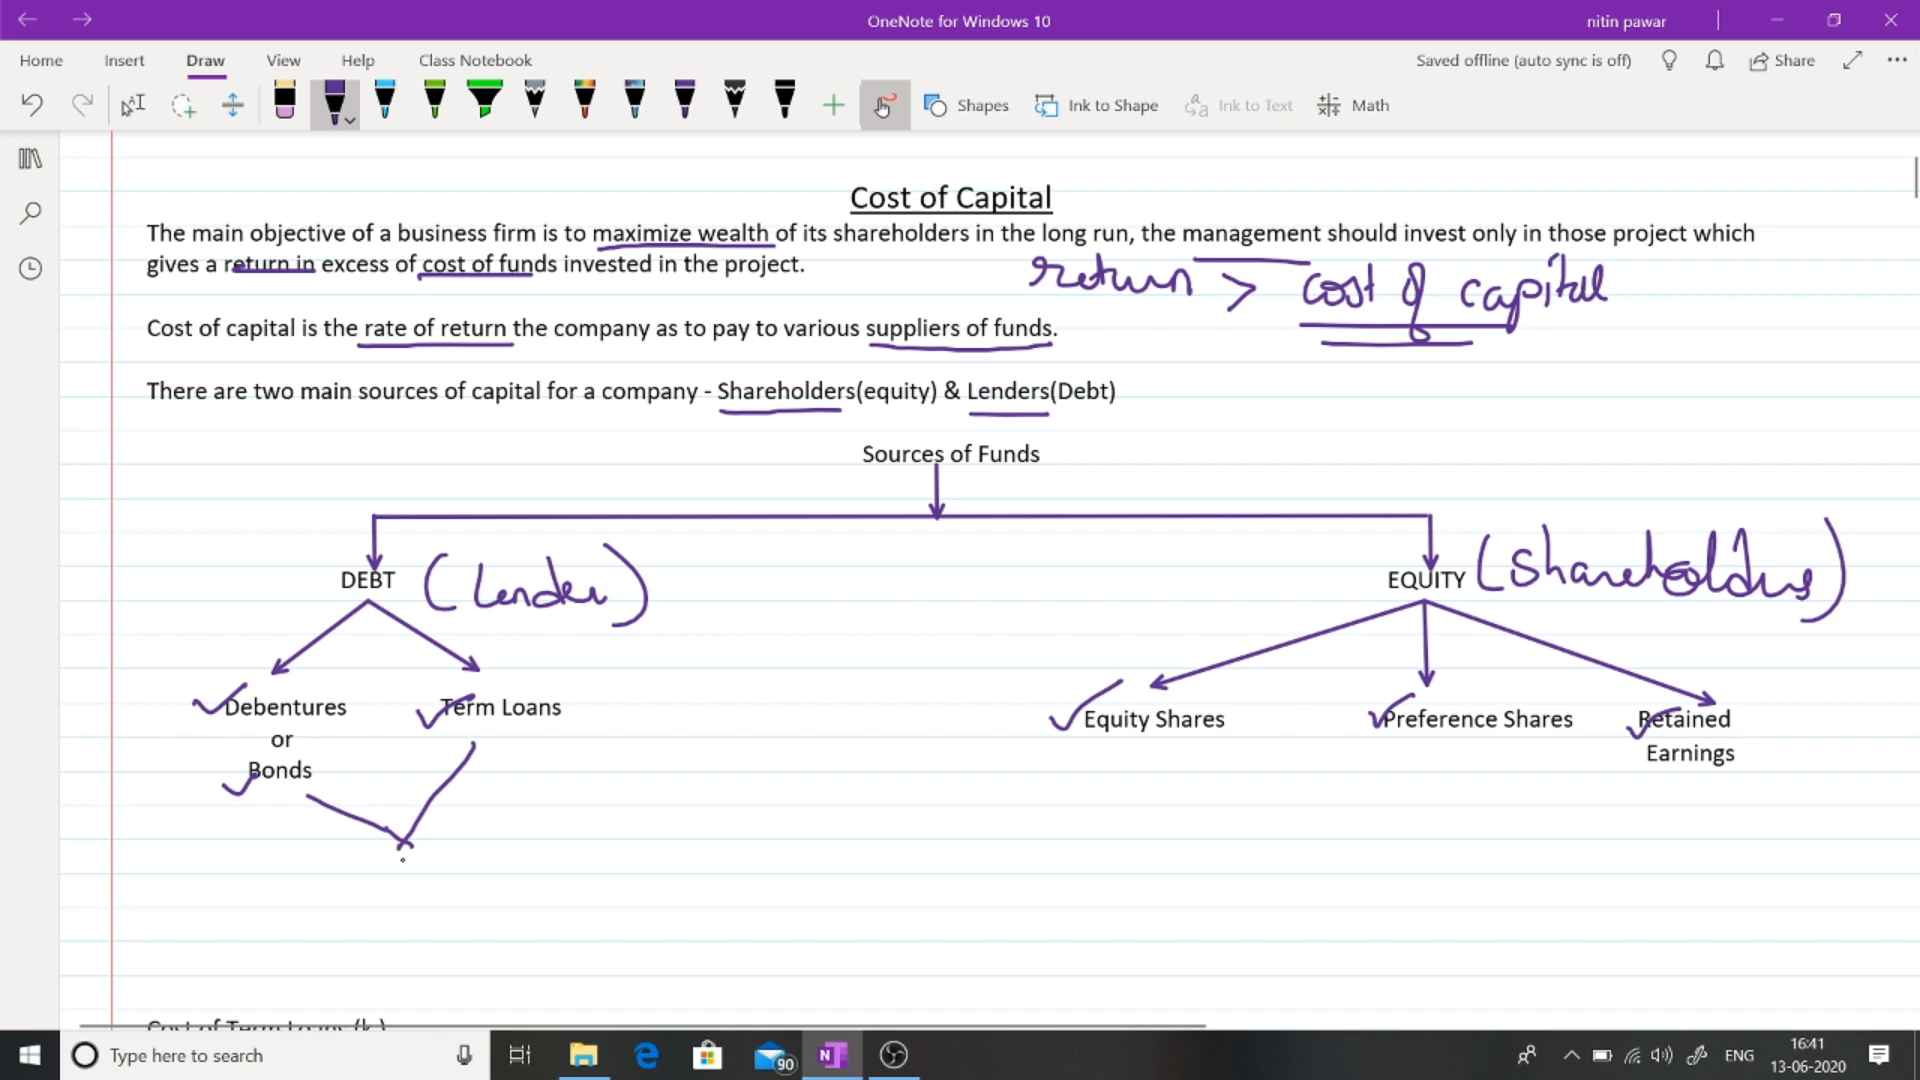 OneNote for Windows 10
nitin pawar
Home Insert Draw View Help Class Notebook
Saved offline (auto sync is off) Share
Shapes Ink to Shape Ink to Text Math
Cost of Capital
The main objective of a business firm is to maximize wealth of its shareholders in the long run, the management should invest only in those project which
gives a return in excess of cost of funds invested in the project.
return > cost of capital
Cost of capital is the rate of return the company as to pay to various suppliers of funds.
There are two main sources of capital for a company - Shareholders(equity) & Lenders(Debt)
Sources of Funds
DEBT (Lender) EQUITY (Shareholders)
Debentures Term Loans Equity Shares Preference Shares Retained
or Earnings
Bonds
Cost of Term Loans (k
Type here to search
90
ENG
16:41
13-06-2020